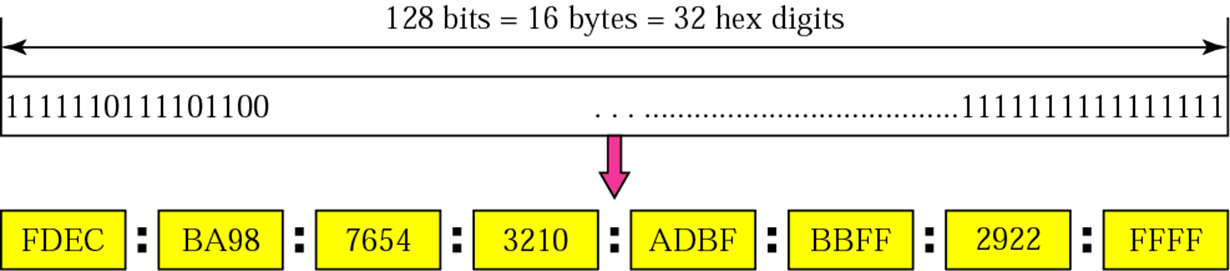 128 bits = 16 bytes = 32 hex digits
1111110111101100 . . . ......................................1111111111111111
FDEC : BA98 : 7654 : 3210 : ADBF : BBFF : 2922 : FFFF